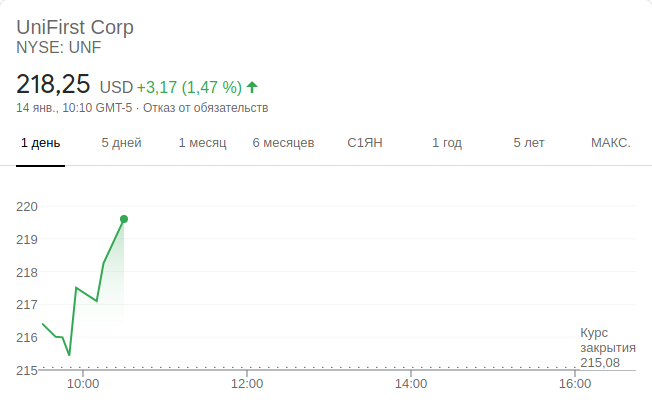 UniFirst Corp
NYSE: UNF
218,25 USD +3,17 (1,47 %)
14 янв., 10:10 GMT-5 · Отказ от обязательств
1 день 5 дней 1 месяц 6 месяцев С1ЯН 1 год 5 лет МАКС.
220
219
218
217
216
215
Курс
закрытия
215,08
10:00 12:00 14:00 16:00